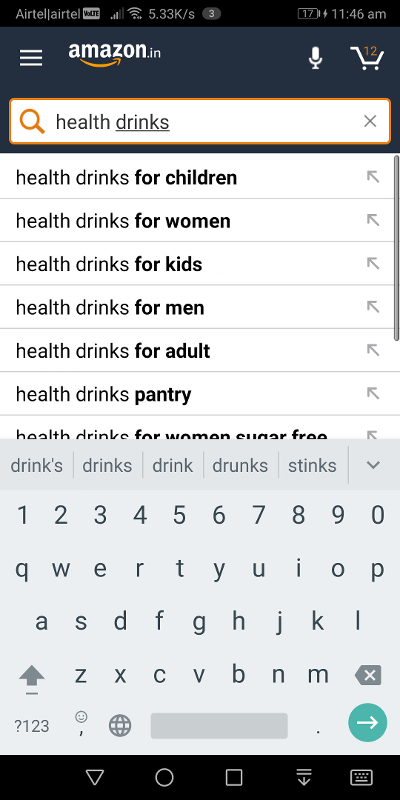 Airtel|airtel VoLTE 5.33K/s 3 17 11:46 am
amazon.in 12
health drinks
health drinks for children
health drinks for women
health drinks for kids
health drinks for men
health drinks for adult
health drinks pantry
health drinks for women sugar free
drink's drinks drink drunks stinks
1 2 3 4 5 6 7 8 9 0
q w e r t y u i o p
a s d f g h j k l
z x c v b n m
?123 , .